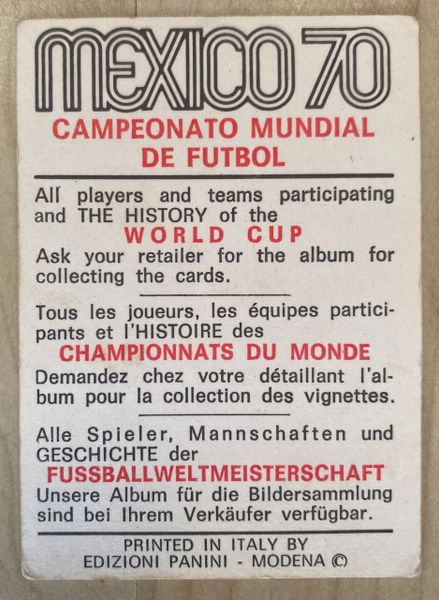 MEXICO 70
CAMPEONATO MUNDIAL
DE FUTBOL
All players and teams participating
and THE HISTORY of the
WORLD CUP
Ask your retailer for the album for
collecting the cards.
Tous les joueurs, les équipes partici-
pants et l'HISTOIRE des
CHAMPIONNATS DU MONDE
Demandez chez votre détaillant l'al-
bum pour la collection des vignettes.
Alle Spieler, Mannschaften und
GESCHICHTE der
FUSSBALLWELTMEISTERSCHAFT
Unsere Album für die Bildersammlung
sind bei Ihrem Verkäufer verfügbar.
PRINTED IN ITALY BY
EDIZIONI PANINI - MODENA ©